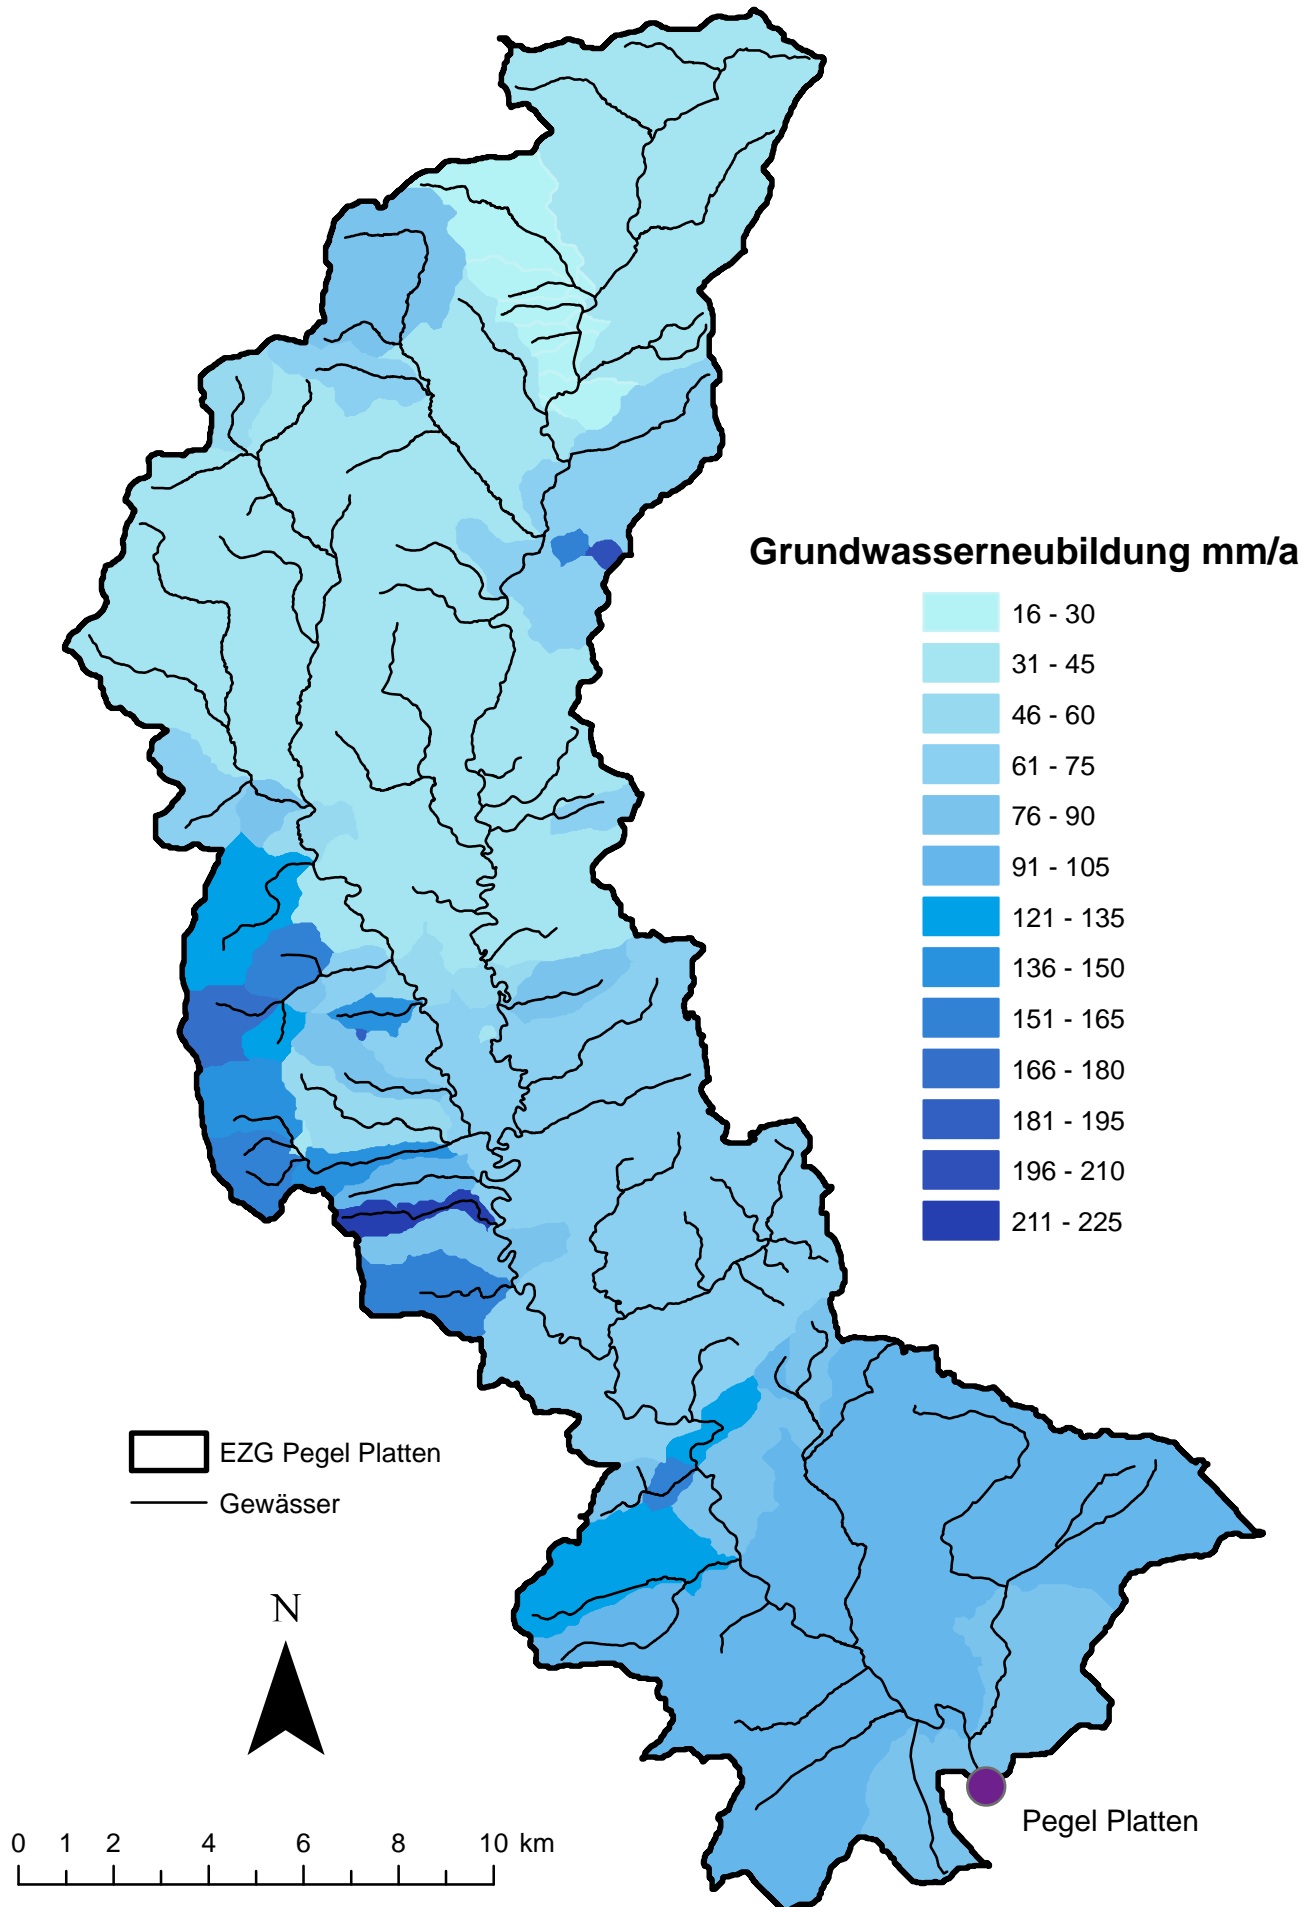 Grundwasserneubildung mm/a
16 - 30
31 - 45
46 - 60
61 - 75
76 - 90
91 - 105
121 - 135
136 - 150
151 - 165
166 - 180
181 - 195
196 - 210
211 - 225
EZG Pegel Platten
Gewässer
N
Pegel Platten
0 1 2 4 6 8 10 km